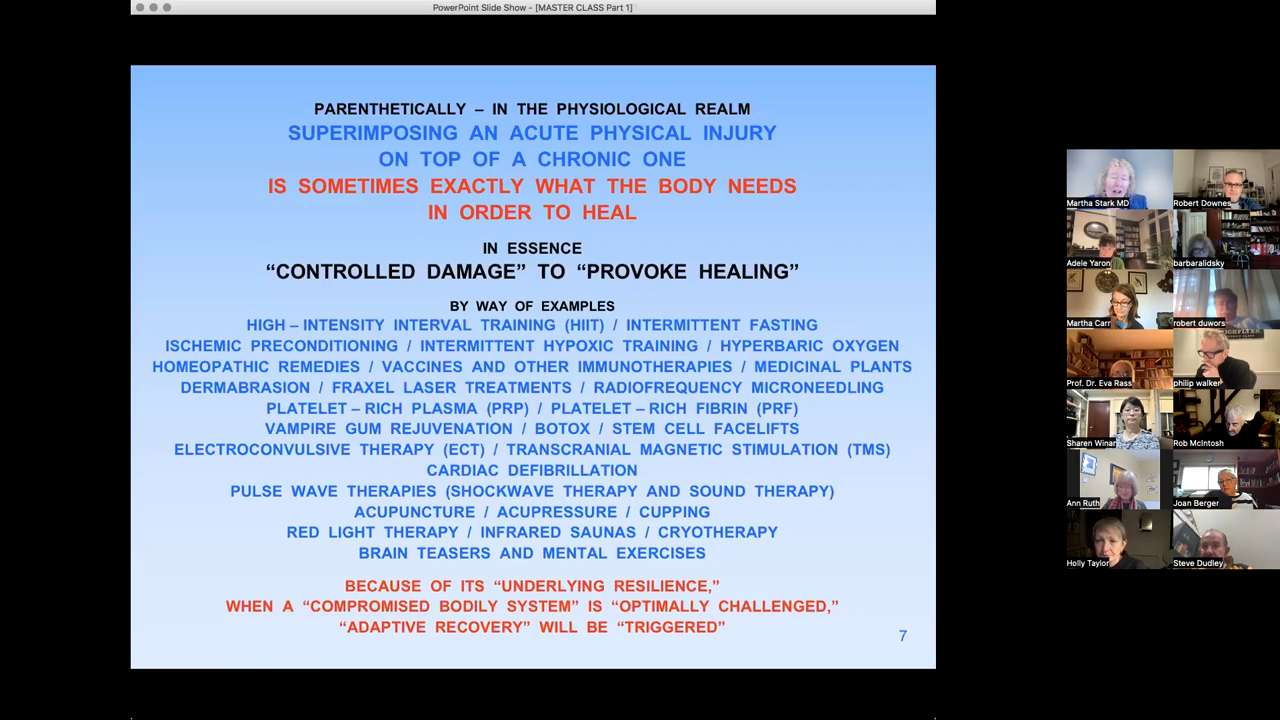 PowerPoint Slide Show - [MASTER CLASS Part 1]
PARENTHETICALLY – IN THE PHYSIOLOGICAL REALM
SUPERIMPOSING AN ACUTE PHYSICAL INJURY
ON TOP OF A CHRONIC ONE
IS SOMETIMES EXACTLY WHAT THE BODY NEEDS
IN ORDER TO HEAL
IN ESSENCE
“CONTROLLED DAMAGE” TO “PROVOKE HEALING”
BY WAY OF EXAMPLES
HIGH – INTENSITY INTERVAL TRAINING (HIIT) / INTERMITTENT FASTING
ISCHEMIC PRECONDITIONING / INTERMITTENT HYPOXIC TRAINING / HYPERBARIC OXYGEN
HOMEOPATHIC REMEDIES / VACCINES AND OTHER IMMUNOTHERAPIES / MEDICINAL PLANTS
DERMABRASION / FRAXEL LASER TREATMENTS / RADIOFREQUENCY MICRONEEDLING
PLATELET – RICH PLASMA (PRP) / PLATELET – RICH FIBRIN (PRF)
VAMPIRE GUM REJUVENATION / BOTOX / STEM CELL FACELIFTS
ELECTROCONVULSIVE THERAPY (ECT) / TRANSCRANIAL MAGNETIC STIMULATION (TMS)
CARDIAC DEFIBRILLATION
PULSE WAVE THERAPIES (SHOCKWAVE THERAPY AND SOUND THERAPY)
ACUPUNCTURE / ACUPRESSURE / CUPPING
RED LIGHT THERAPY / INFRARED SAUNAS / CRYOTHERAPY
BRAIN TEASERS AND MENTAL EXERCISES
BECAUSE OF ITS “UNDERLYING RESILIENCE,”
WHEN A “COMPROMISED BODILY SYSTEM” IS “OPTIMALLY CHALLENGED,”
“ADAPTIVE RECOVERY” WILL BE “TRIGGERED”
7
Martha Stark MD
Robert Downes
Adele Yaron
barbaralidsky
Martha Carr
robert duwors
Prof. Dr. Eva Rass
philip walker
Sharen Winar
Rob McIntosh
Ann Ruth
Joan Berger
Holly Taylor
Steve Dudley